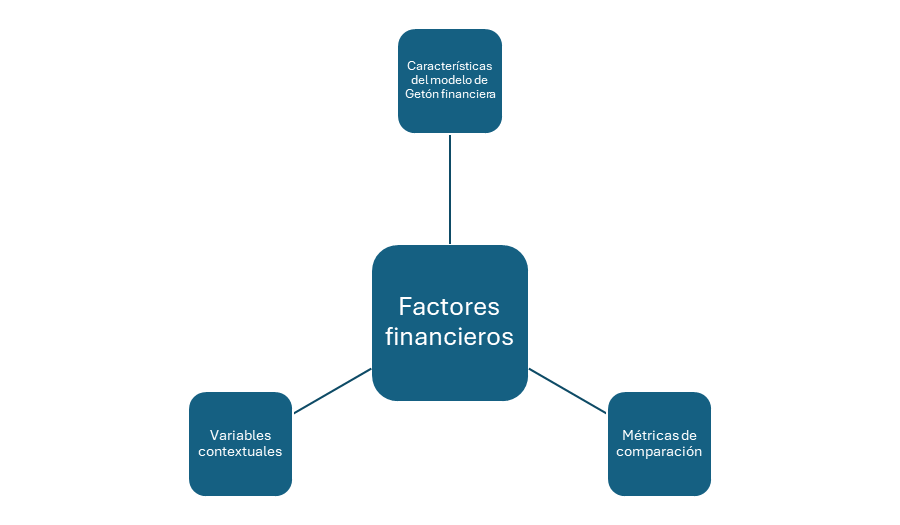 Características
del modelo de
Getón financiera
Factores
financieros
Variables
contextuales
Métricas de
comparación